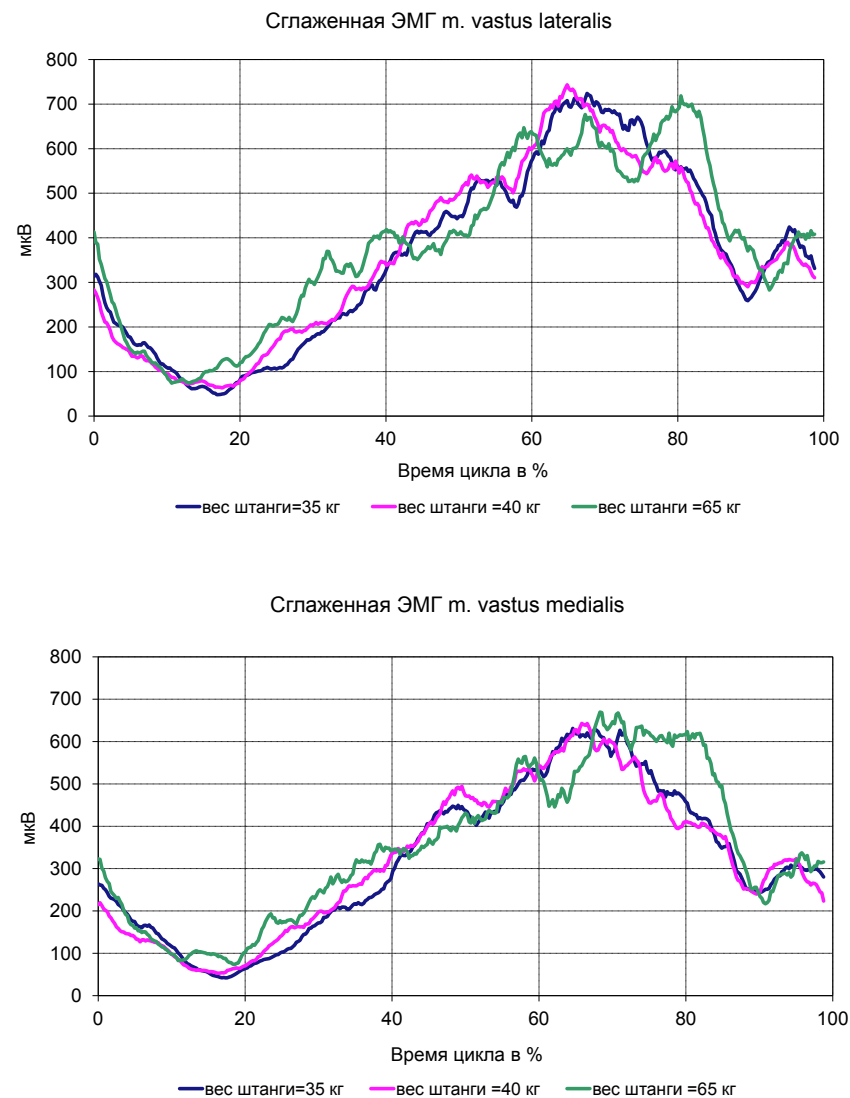 Сглаженная ЭМГ m. vastus lateralis
800
700
600
500
400
300
200
100
0
мкВ
0 20 40 60 80 100
Время цикла в %
вес штанги=35 кг вес штанги =40 кг вес штанги =65 кг
Сглаженная ЭМГ m. vastus medialis
800
700
600
500
400
300
200
100
0
мкВ
0 20 40 60 80 100
Время цикла в %
вес штанги=35 кг вес штанги =40 кг вес штанги =65 кг